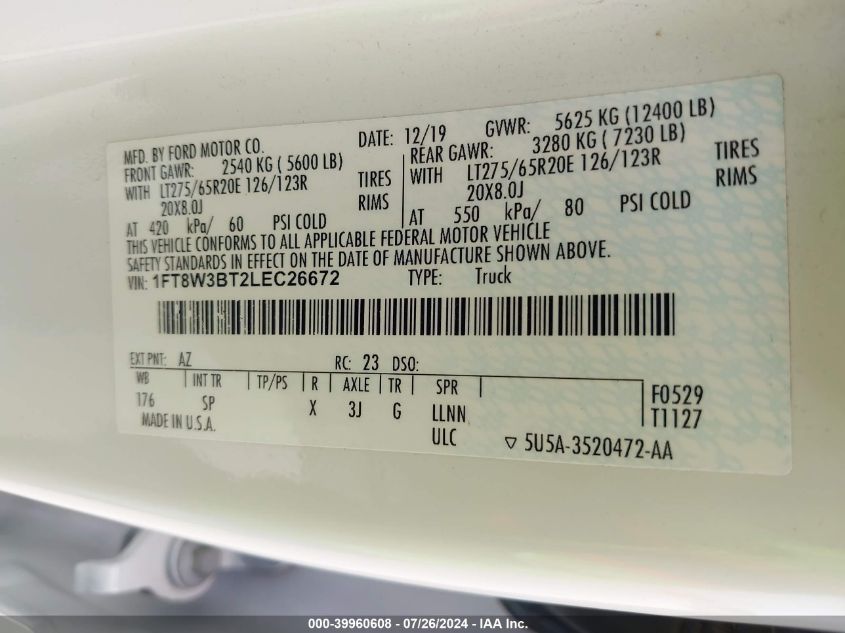 MFD. BY FORD MOTOR CO. DATE: 12/19 GVWR: 5625 KG (12400 LB)
FRONT GAWR: 2540 KG ( 5600 LB) REAR GAWR: 3280 KG ( 7230 LB)
WITH LT275/65R20E 126/123R TIRES WITH LT275/65R20E 126/123R TIRES
20X8.0J RIMS 20X8.0J RIMS
AT 420 kPa/ 60 PSI COLD AT 550 kPa/ 80 PSI COLD
THIS VEHICLE CONFORMS TO ALL APPLICABLE FEDERAL MOTOR VEHICLE
SAFETY STANDARDS IN EFFECT ON THE DATE OF MANUFACTURE SHOWN ABOVE.
VIN: 1FT8W3BT2LEC26672 TYPE: Truck
EXT PNT: AZ RC: 23 DSO:
WB INT TR TP/PS R AXLE TR SPR
176 SP X 3J G LLNN F0529
MADE IN U.S.A. ULC T1127
▽ 5U5A-3520472-AA
000-39960608 - 07/26/2024 - IAA Inc.